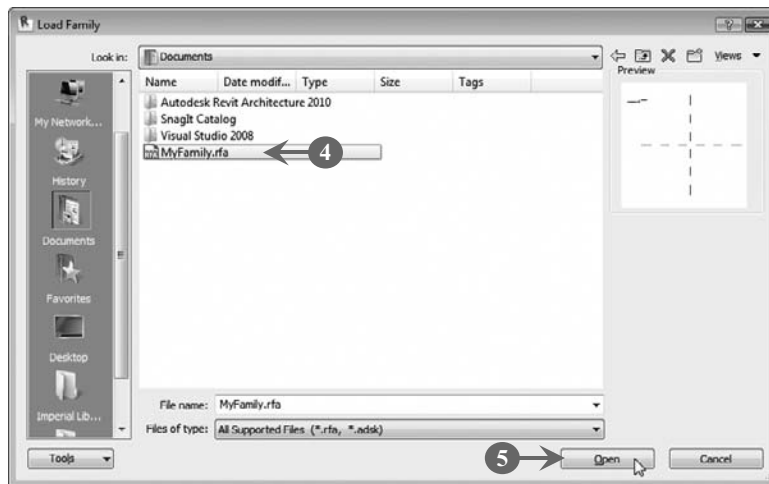 Load Family
Look in: Documents
Views
Preview
Name Date modif... Type Size Tags
Autodesk Revit Architecture 2010
SnagIt Catalog
Visual Studio 2008
MyFamily.rfa
4
My Network...
History
Documents
Favorites
Desktop
Imperial Lib...
File name: MyFamily.rfa
Files of type: All Supported Files (*.rfa, *.adsk)
Tools
5
Open
Cancel